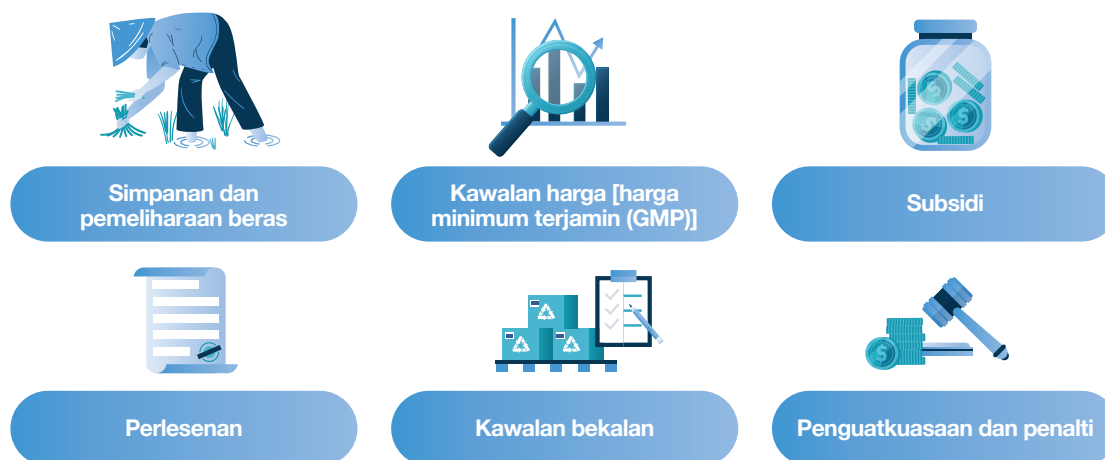 Simpanan dan
pemeliharaan beras
Kawalan harga [harga
minimum terjamin (GMP)]
Subsidi
Perlesenan
Kawalan bekalan
Penguatkuasaan dan penalti